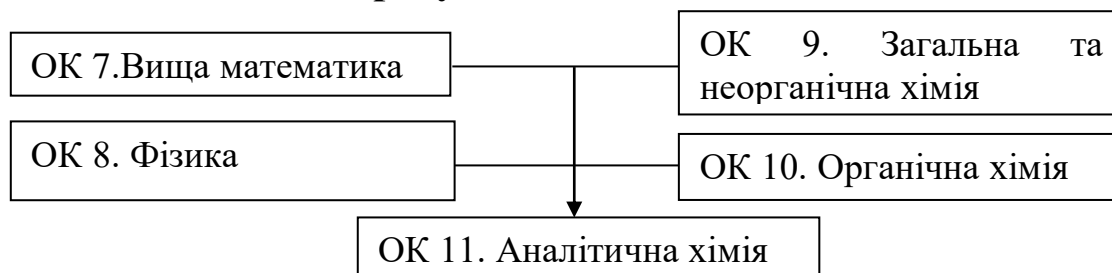 ОК 7.Вища математика
ОК 9. Загальна та
неорганічна хімія
ОК 8. Фізика
ОК 10. Органічна хімія
ОК 11. Аналітична хімія